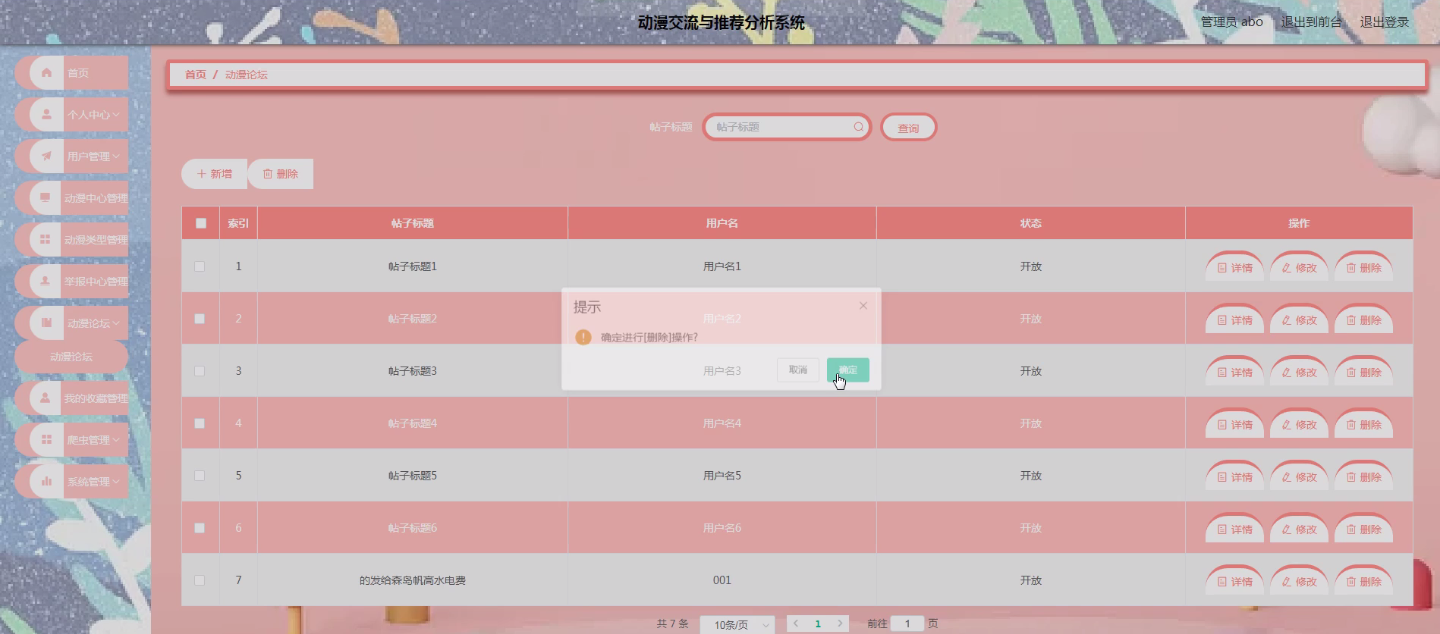 动漫交流与推荐分析系统
管理员 abo 退出到前台 退出登录
首页
个人中心
用户管理
动漫中心管理
动漫类型管理
举报中心管理
动漫论坛
动漫论坛
我的收藏管理
爬虫管理
系统管理
首页 / 动漫论坛
帖子标题 帖子标题 查询
+ 新增 删除
索引 帖子标题 用户名 状态 操作
1 帖子标题1 用户名1 开放 详情 修改 删除
2 帖子标题2 用户名2 开放 详情 修改 删除
3 帖子标题3 用户名3 开放 详情 修改 删除
4 帖子标题4 用户名4 开放 详情 修改 删除
5 帖子标题5 用户名5 开放 详情 修改 删除
6 帖子标题6 用户名6 开放 详情 修改 删除
7 的发给森岛帆高水电费 001 开放 详情 修改 删除
提示
确定进行[删除]操作?
取消 确定
共 7 条 10条/页 1 前往 1 页